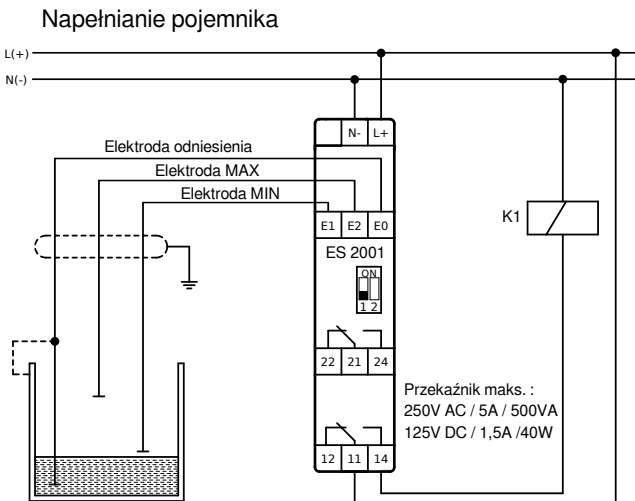 Napełnianie pojemnika
L(+)
N(-)
N- L+
Elektroda odniesienia
Elektroda MAX
Elektroda MIN
E1 E2 E0
K1
ES 2001
ON
1 2
22 21 24
Przekaźnik maks. :
250V AC / 5A / 500VA
125V DC / 1,5A /40W
12 11 14